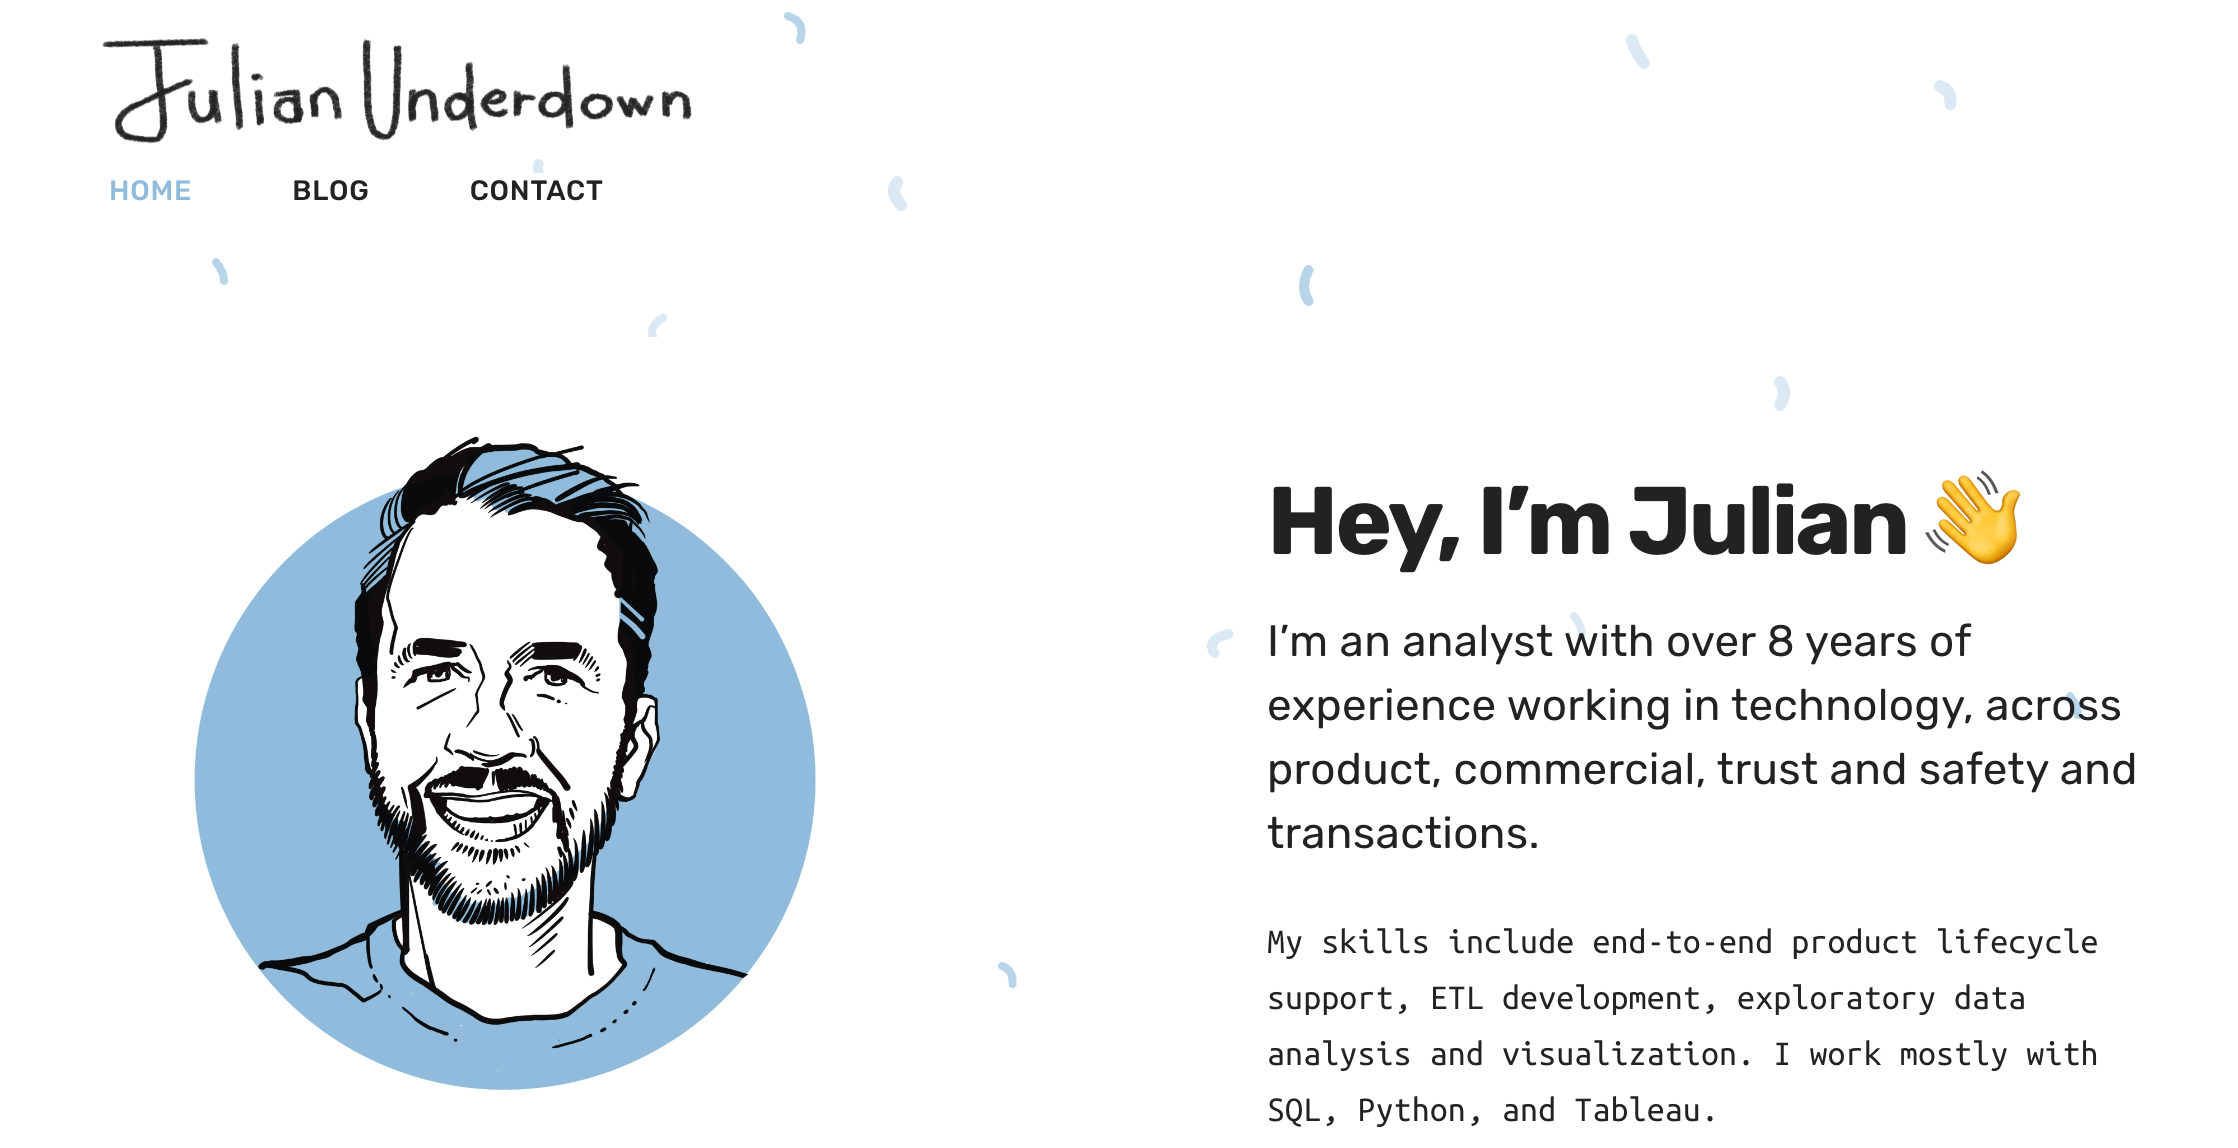 Julian Underdown
HOME BLOG CONTACT
Hey, I’m Julian 👋
I’m an analyst with over 8 years of
experience working in technology, across
product, commercial, trust and safety and
transactions.
My skills include end-to-end product lifecycle
support, ETL development, exploratory data
analysis and visualization. I work mostly with
SQL, Python, and Tableau.